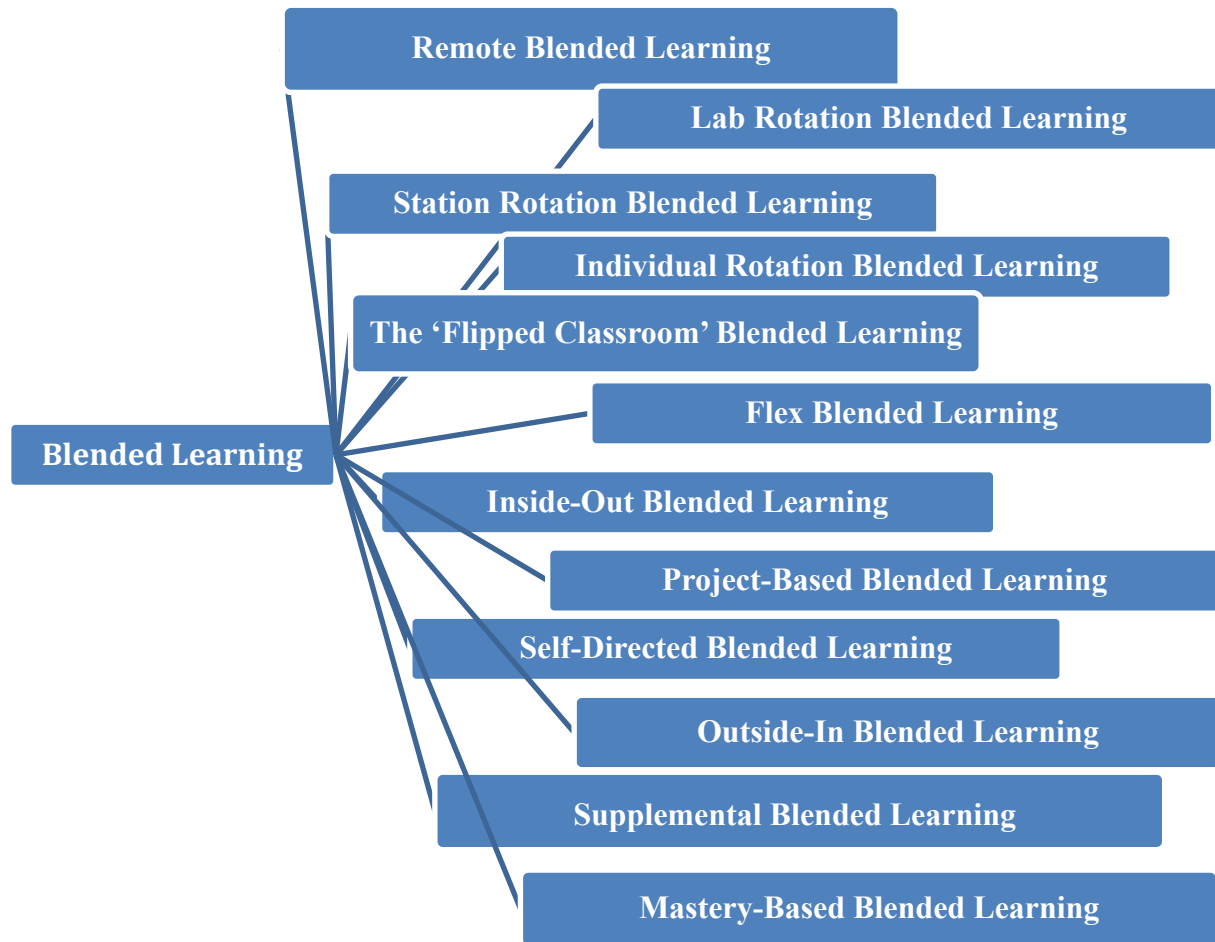 Remote Blended Learning
Lab Rotation Blended Learning
Station Rotation Blended Learning
Individual Rotation Blended Learning
The ‘Flipped Classroom’ Blended Learning
Flex Blended Learning
Blended Learning
Inside-Out Blended Learning
Project-Based Blended Learning
Self-Directed Blended Learning
Outside-In Blended Learning
Supplemental Blended Learning
Mastery-Based Blended Learning